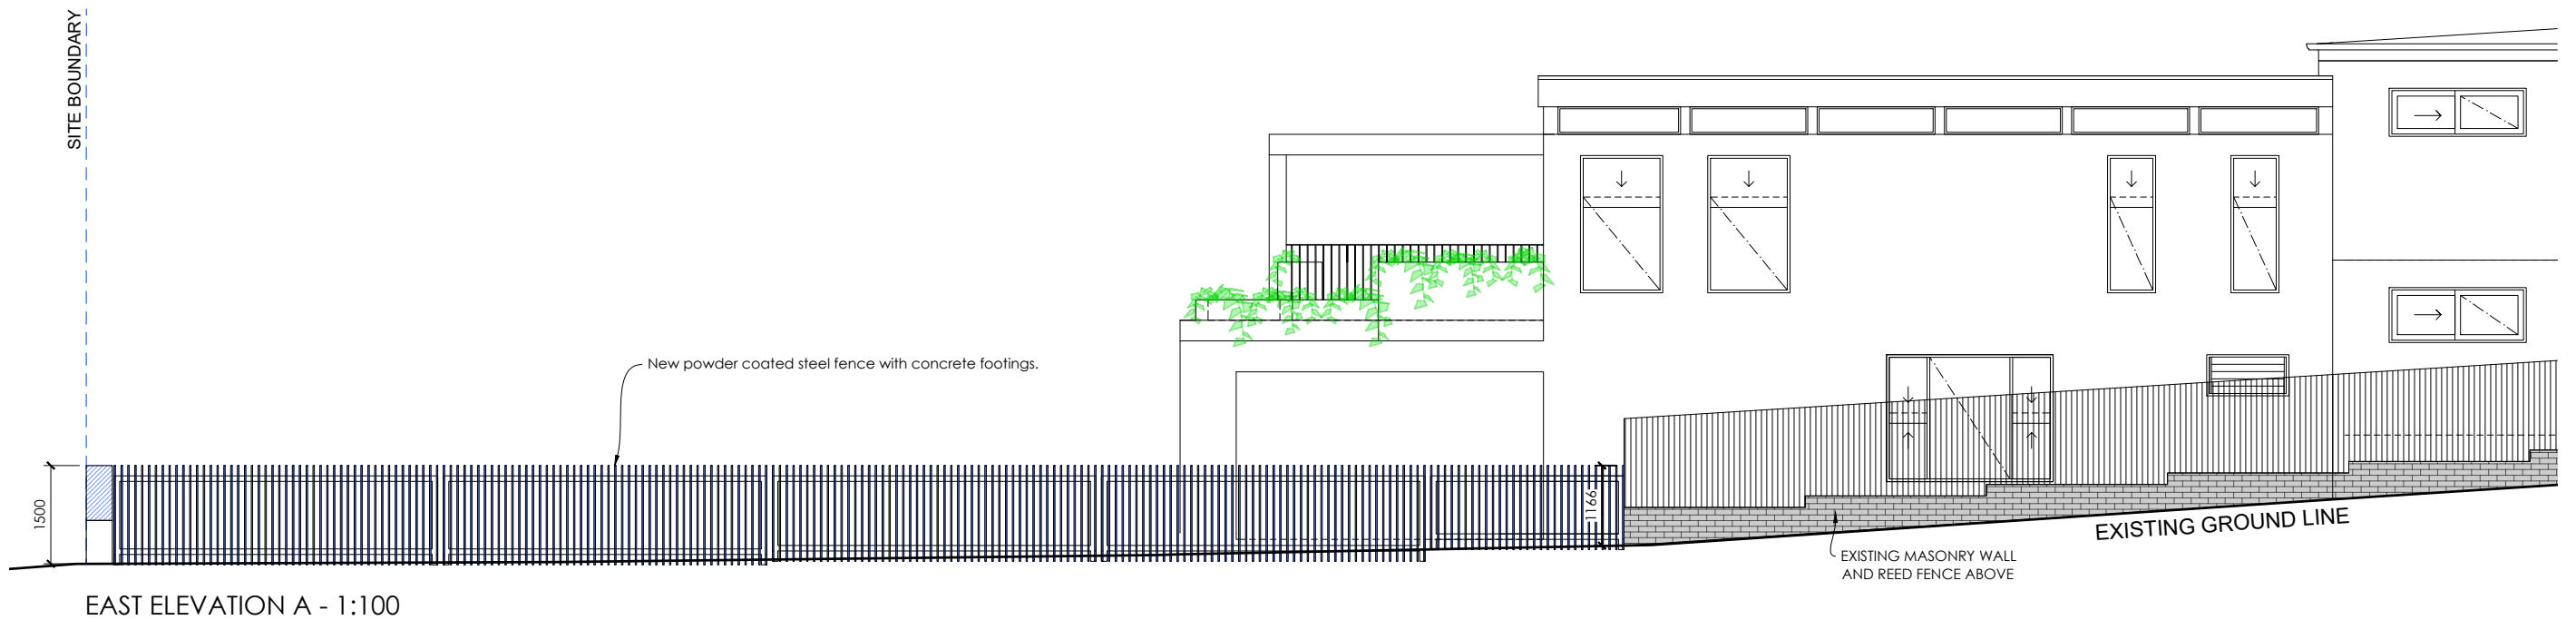 SITE BOUNDARY
New powder coated steel fence with concrete footings.
1500
1166
EXISTING GROUND LINE
EXISTING MASONRY WALL
AND REED FENCE ABOVE
EAST ELEVATION A - 1:100